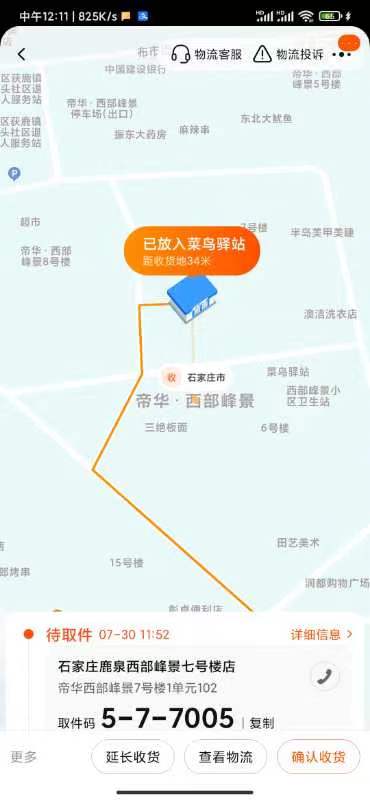 中午12:11 | 825K/s
物流客服
物流投诉
布市
店
中国建设银行
区获鹿镇
头社区退
人服务站
帝华·西部峰景
停车场(出口)
帝华·西部
峰景5号楼
东北大鱿鱼
麻辣串
振东大药房
区获鹿镇
头社区退
人服务站
P
超市
7号楼
半岛美甲美睫
帝华·西部
峰景8号楼
已放入菜鸟驿站
距收货地34米
澳洁洗衣店
收 石家庄市
菜鸟驿站
帝华·西部峰景
西部峰景小
区卫生站
三绝板面
6号楼
田艺美术
店
15号楼
部烤串
润都购物广场
彭卓便利店
待取件 07-30 11:52
详细信息
石家庄鹿泉西部峰景七号楼店
帝华西部峰景7号楼1单元102
取件码 5-7-7005 | 复制
更多
延长收货
查看物流
确认收货